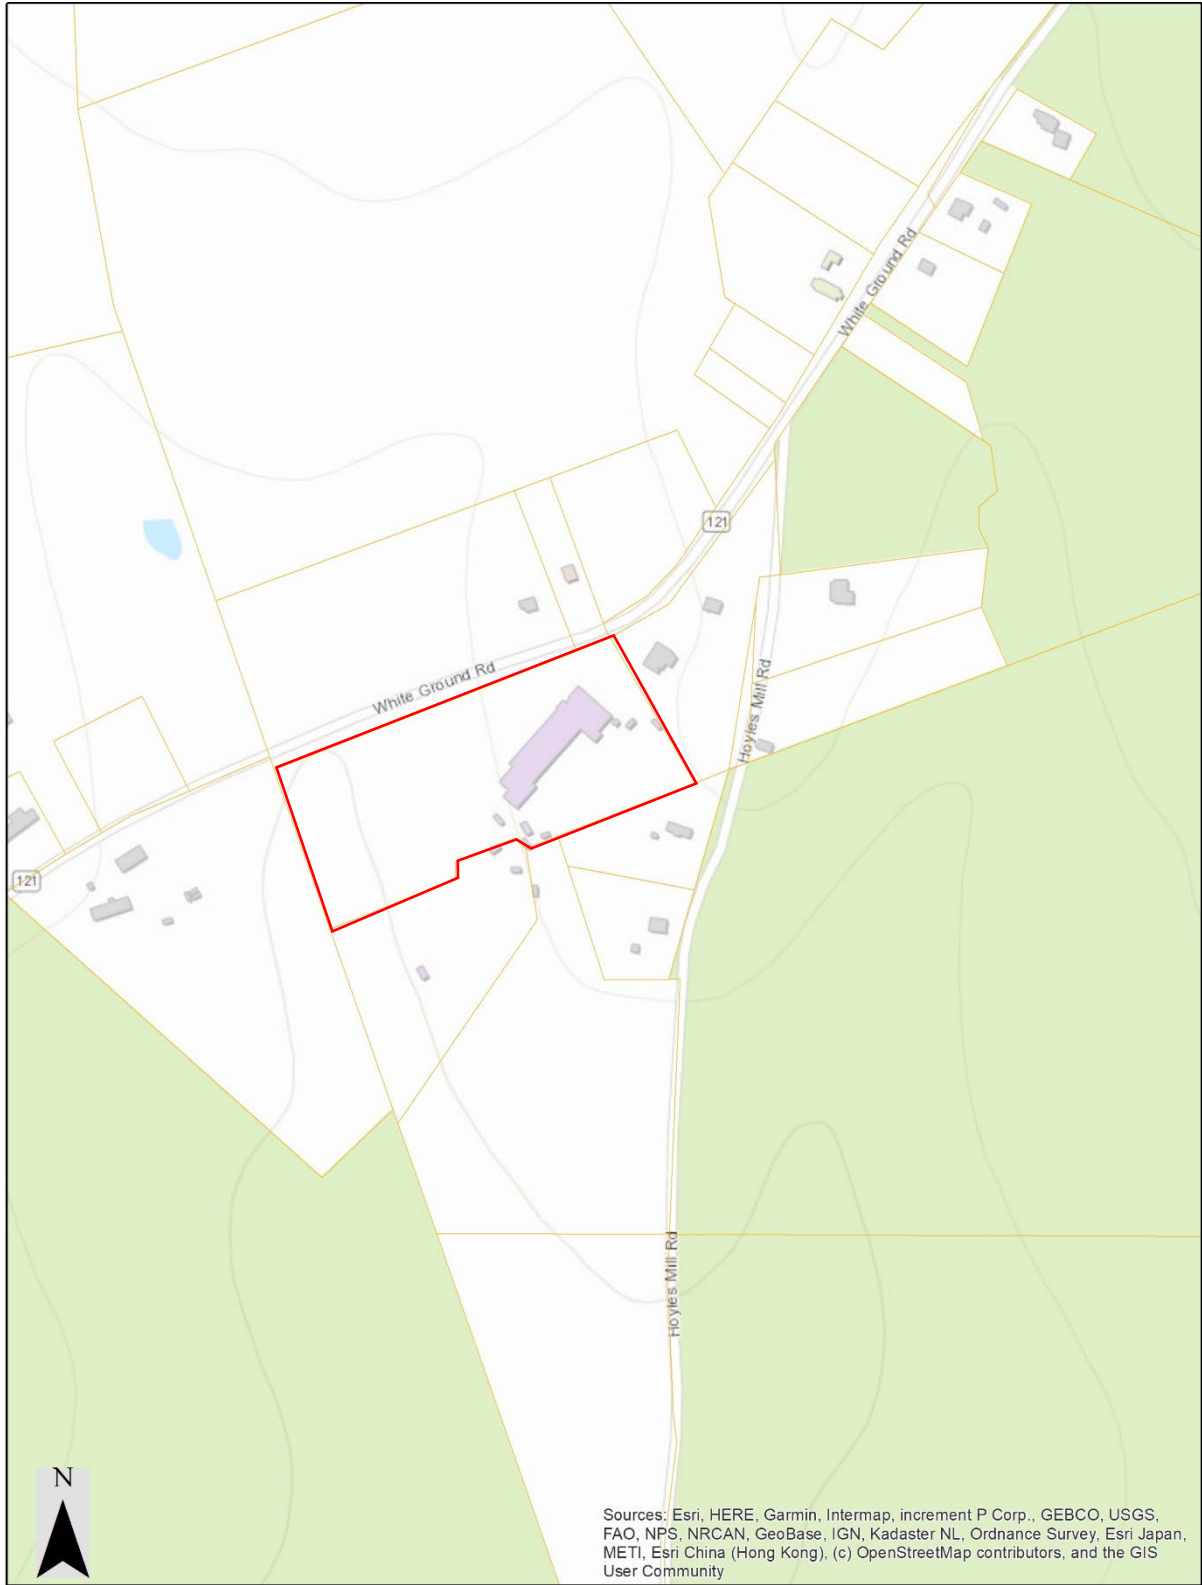 White Ground Rd
121
White Ground Rd
Hoyles Mill Rd
121
Hoyles Mill Rd
N
Sources: Esri, HERE, Garmin, Intermap, increment P Corp., GEBCO, USGS,
FAO, NPS, NRCAN, GeoBase, IGN, Kadaster NL, Ordnance Survey, Esri Japan,
METI, Esri China (Hong Kong), (c) OpenStreetMap contributors, and the GIS
User Community